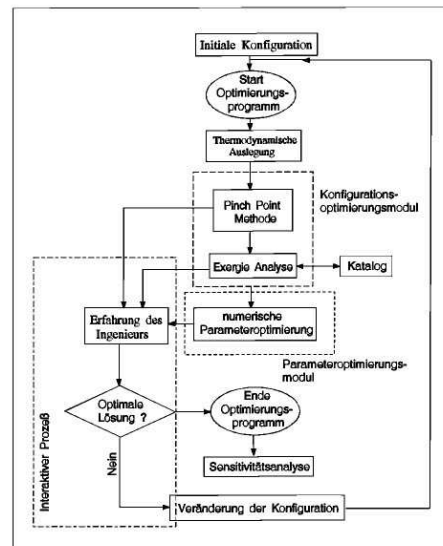 Initiale Konfiguration
Start
Optimierungs-
programm
Thermodynamische
Auslegung
Pinch Point
Methode
Konfigurations-
optimierungsmodul
Exergie Analyse
Katalog
Erfahrung des
Ingenieurs
numerische
Parameteroptimierung
Parameteroptimierungs-
modul
Optimale
Lösung ?
Ende
Optimierungs-
programm
Sensitivitätsanalyse
Nein
Interaktiver Prozeß
Veränderung der Konfiguration